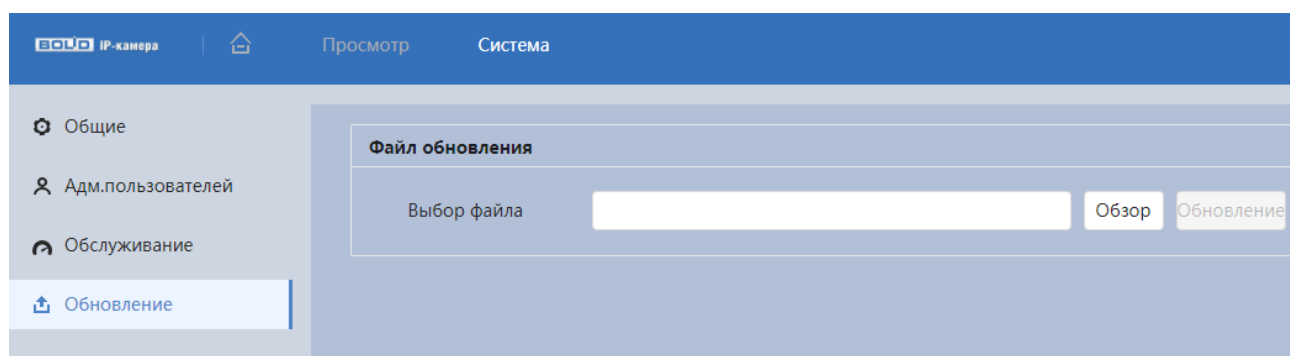 BOLID IP-камера Просмотр Система
Общие
Файл обновления
Адм.пользователей
Выбор файла Обзор Обновление
Обслуживание
Обновление